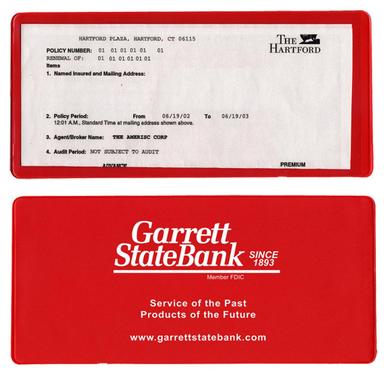 HARTFORD PLAZA, HARTFORD, CT 06115
THE
HARTFORD
POLICY NUMBER: 01 01 01 01 01 01
RENEWAL OF: 01 01 01 01 01
Items
1. Named Insured and Mailing Address:
2. Policy Period: From 06/19/02 To 06/19/03
12:01 A.M., Standard Time at mailing address shown above.
3. Agent/Broker Name: THE AMERISC CORP
4. Audit Period: NOT SUBJECT TO AUDIT
ADVANCE PREMIUM
Garrett
StateBank SINCE
1893
Member FDIC
Service of the Past
Products of the Future
www.garrettstatebank.com